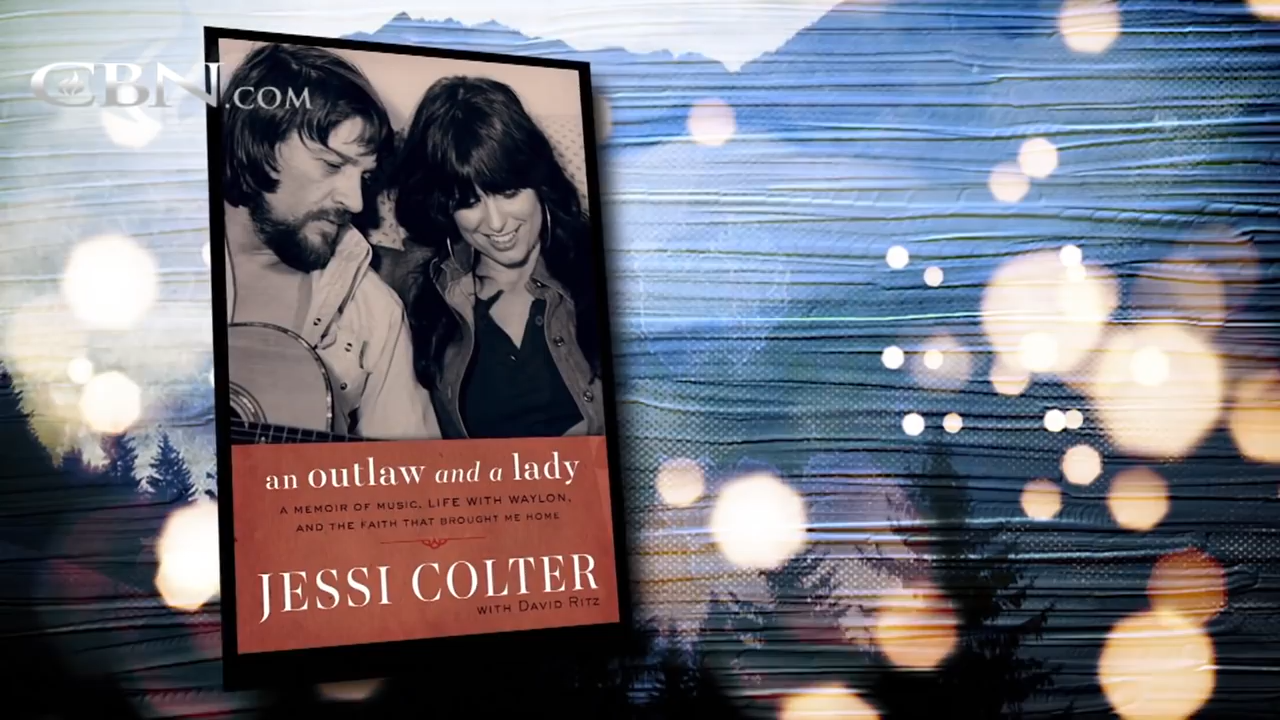 CBN.COM
an outlaw and a lady
A MEMOIR OF MUSIC, LIFE WITH WAYLON,
AND THE FAITH THAT BROUGHT ME HOME
JESSI COLTER
WITH DAVID RITZ